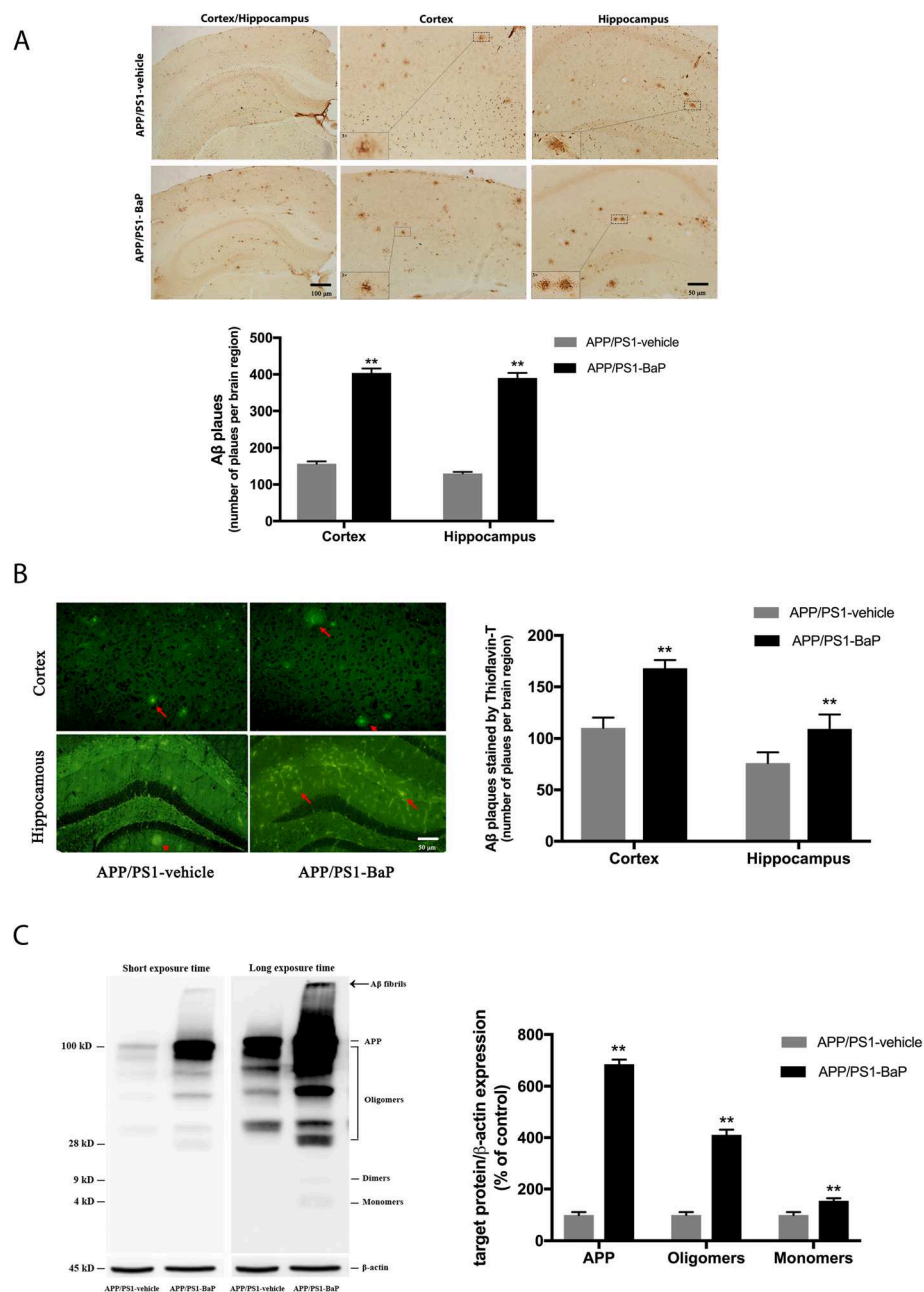 A
Cortex/Hippocampus
Cortex
Hippocampus
APP/PS1-vehicle
3×
3×
APP/PS1- BaP
100 μm
3×
3×
50 μm
Aβ plaues
(number of plaues per brain region)
500
400
300
200
100
0
**
**
Cortex
Hippocampus
APP/PS1-vehicle
APP/PS1-BaP
B
Cortex
Hippocamous
50 μm
APP/PS1-vehicle
APP/PS1-BaP
Aβ plaques stained by Thioflavin-T
(number of plaques per brain region)
200
150
100
50
0
**
**
Cortex
Hippocampus
APP/PS1-vehicle
APP/PS1-BaP
C
Short exposure time
Long exposure time
100 kD
28 kD
9 kD
4 kD
45 kD
Aβ fibrils
APP
Oligomers
Dimers
Monomers
β-actin
APP/PS1-vehicle
APP/PS1-BaP
APP/PS1-vehicle
APP/PS1-BaP
target protein/β-actin expression
(% of control)
800
600
400
200
0
**
**
**
APP
Oligomers
Monomers
APP/PS1-vehicle
APP/PS1-BaP